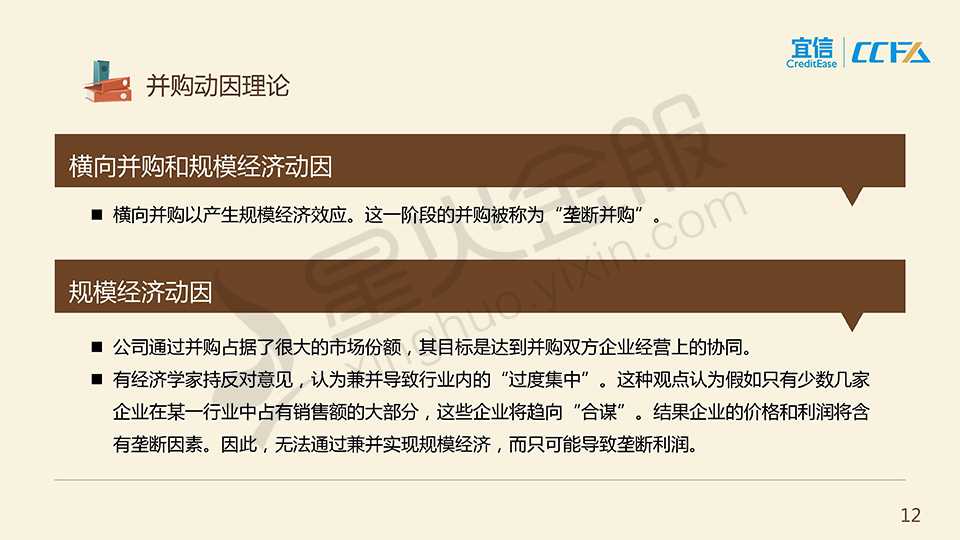 宜信
CreditEase
CCFA
并购动因理论
横向并购和规模经济动因
■ 横向并购以产生规模经济效应。这一阶段的并购被称为“垄断并购”。
规模经济动因
■ 公司通过并购占据了很大的市场份额，其目标是达到并购双方企业经营上的协同。
■ 有经济学家持反对意见，认为兼并导致行业内的“过度集中”。这种观点认为假如只有少数几家
企业在某一行业中占有销售额的大部分，这些企业将趋向“合谋”。结果企业的价格和利润将含
有垄断因素。因此，无法通过兼并实现规模经济，而只可能导致垄断利润。
星火金服
xinghuo.yixin.com
12